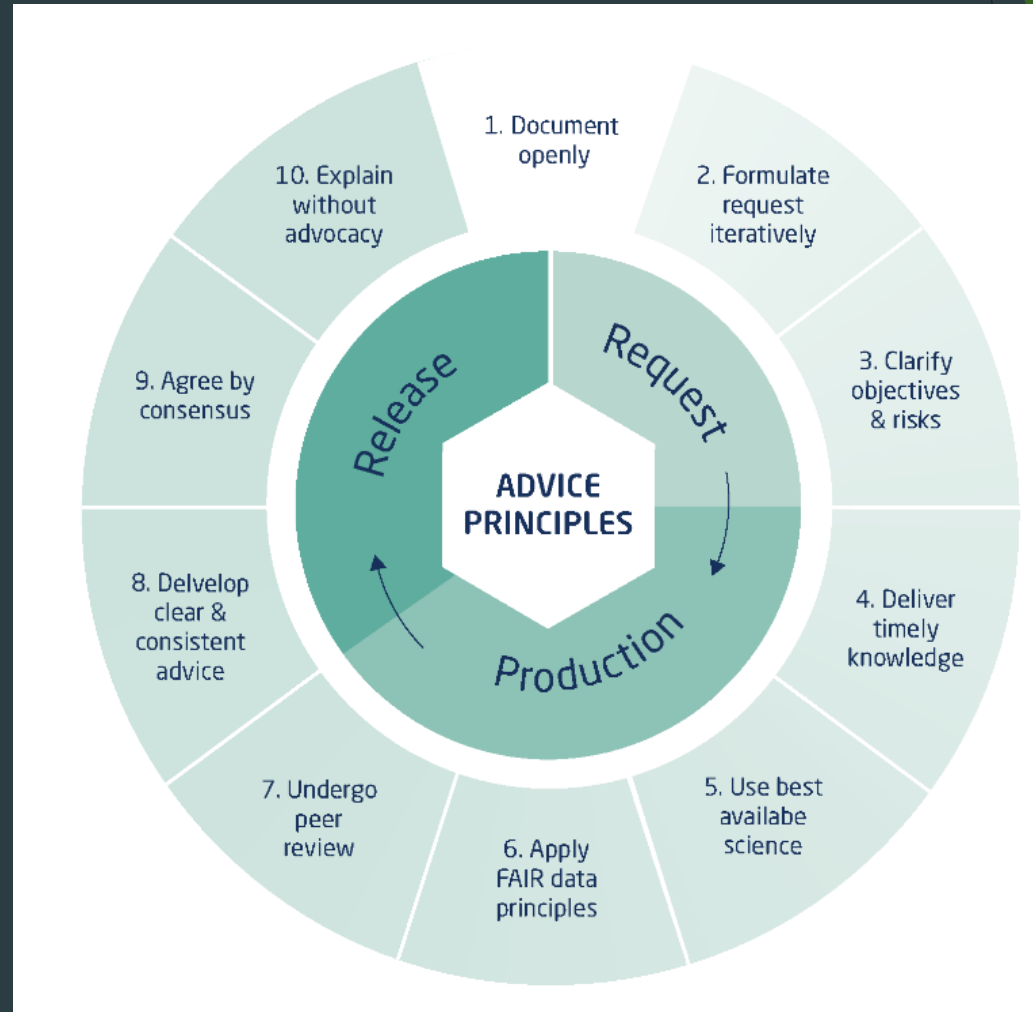 1. Document
openly
2. Formulate
request
iteratively
3. Clarify
objectives
& risks
4. Deliver
timely
knowledge
5. Use best
availabe
science
6. Apply
FAIR data
principles
7. Undergo
peer
review
8. Delvelop
clear &
consistent
advice
9. Agree by
consensus
10. Explain
without
advocacy
Request
Production
Release
ADVICE
PRINCIPLES